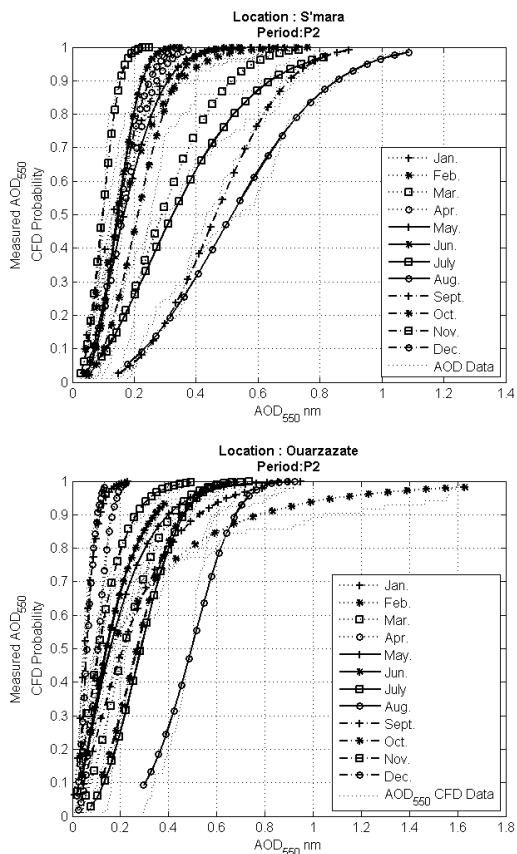 Location : S'mara
Period:P2
Measured AOD550
CFD Probability
1
0.9
0.8
0.7
0.6
0.5
0.4
0.3
0.2
0.1
0
0 0.2 0.4 0.6 0.8 1 1.2 1.4
AOD550 nm
Jan.
Feb.
Mar.
Apr.
May.
Jun.
July
Aug.
Sept.
Oct.
Nov.
Dec.
AOD Data
Location : Ouarzazate
Period:P2
Measured AOD550
CFD Probability
1
0.9
0.8
0.7
0.6
0.5
0.4
0.3
0.2
0.1
0
0 0.2 0.4 0.6 0.8 1 1.2 1.4 1.6 1.8
AOD550 nm
Jan.
Feb.
Mar.
Apr.
May.
Jun.
July
Aug.
Sept.
Oct.
Nov.
Dec.
AOD550 CFD Data